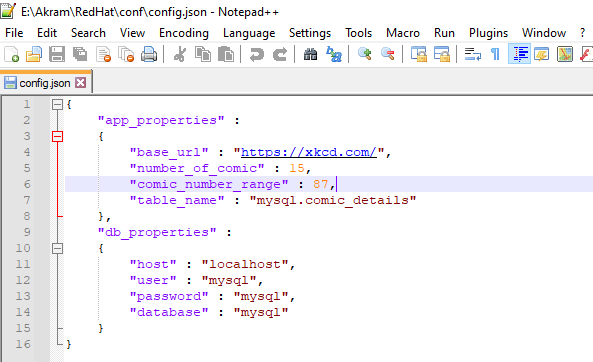 E:\Akram\RedHat\conf\config.json - Notepad++
File Edit Search View Encoding Language Settings Tools Macro Run Plugins Window ?
config.json
1 {
2 "app_properties" :
3 {
4 "base_url" : "https://xkcd.com/",
5 "number_of_comic" : 15,
6 "comic_number_range" : 87,
7 "table_name" : "mysql.comic_details"
8 },
9 "db_properties" :
10 {
11 "host" : "localhost",
12 "user" : "mysql",
13 "password" : "mysql",
14 "database" : "mysql"
15 }
16 }